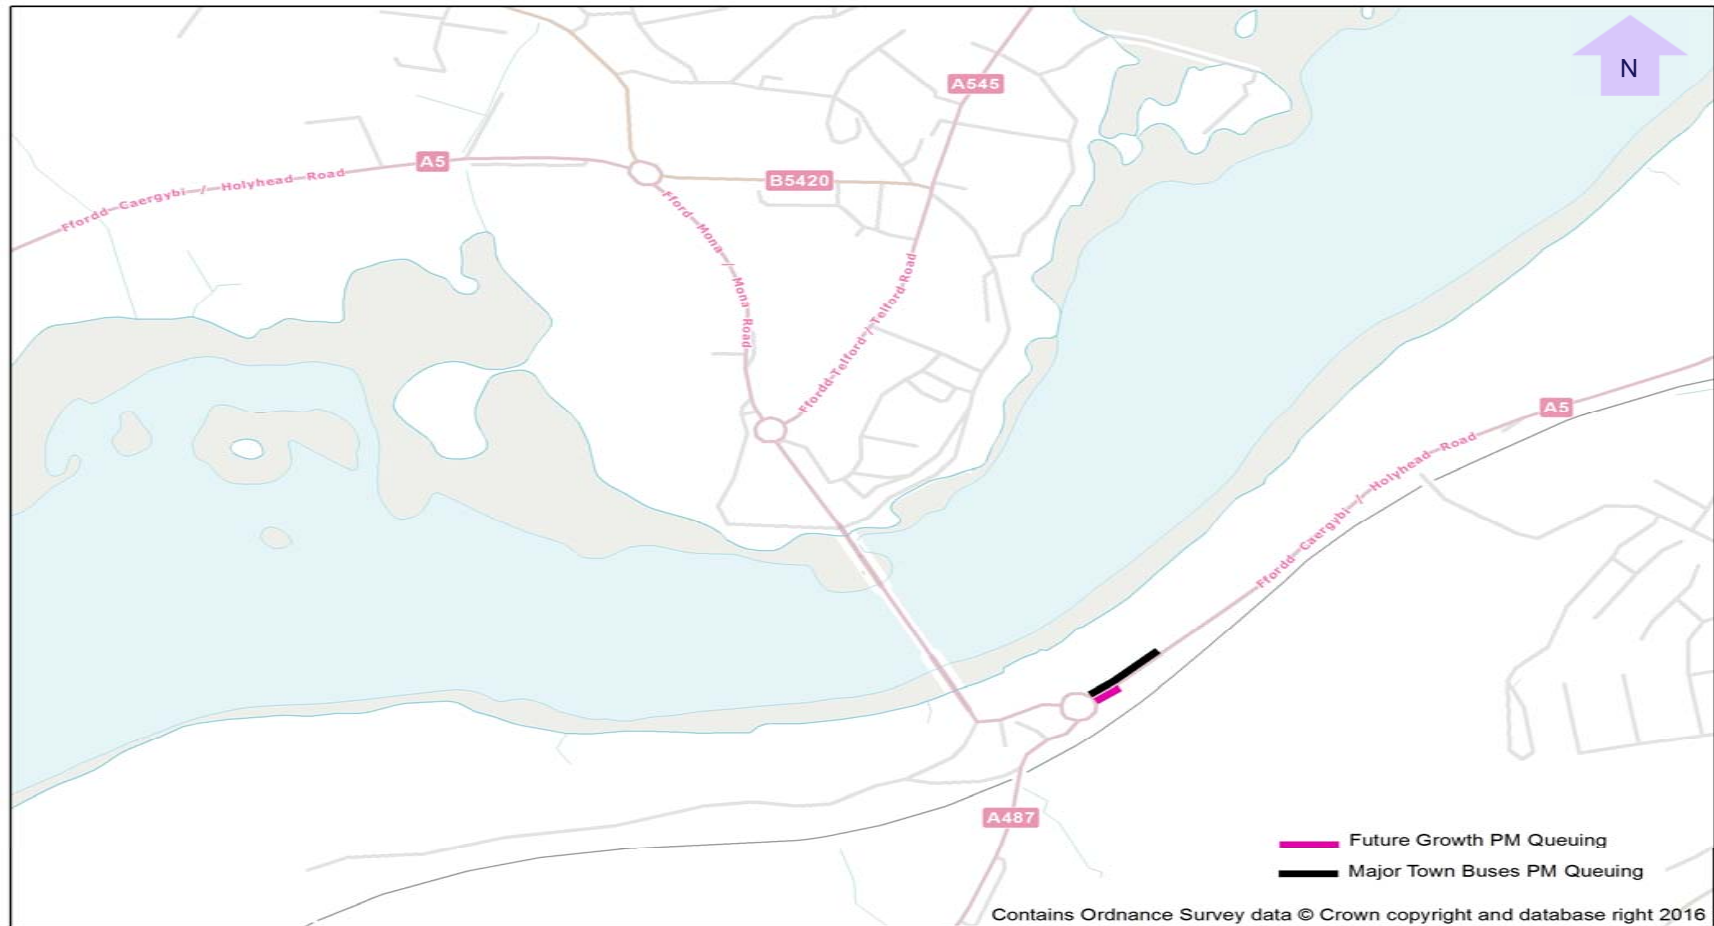 N
A545
A5
Ffordd Caergybi / Holyhead Road
B5420
Fford Mona / Mona Road
Ffordd Telford / Telford Road
A5
Ffordd Caergybi / Holyhead Road
A487
Future Growth PM Queuing
Major Town Buses PM Queuing
Contains Ordnance Survey data © Crown copyright and database right 2016